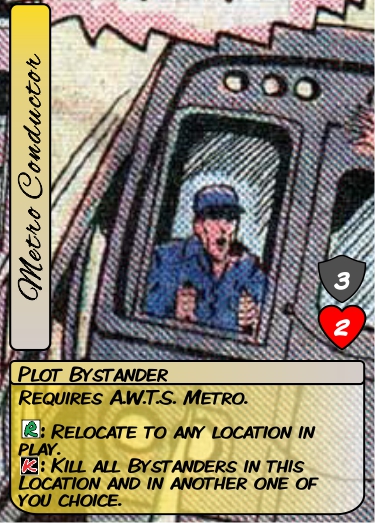 Metro Conductor
3
2
PLOT BYSTANDER
REQUIRES A.W.T.S. METRO.
R: RELOCATE TO ANY LOCATION IN
PLAY.
K: KILL ALL BYSTANDERS IN THIS
LOCATION AND IN ANOTHER ONE OF
YOU CHOICE.